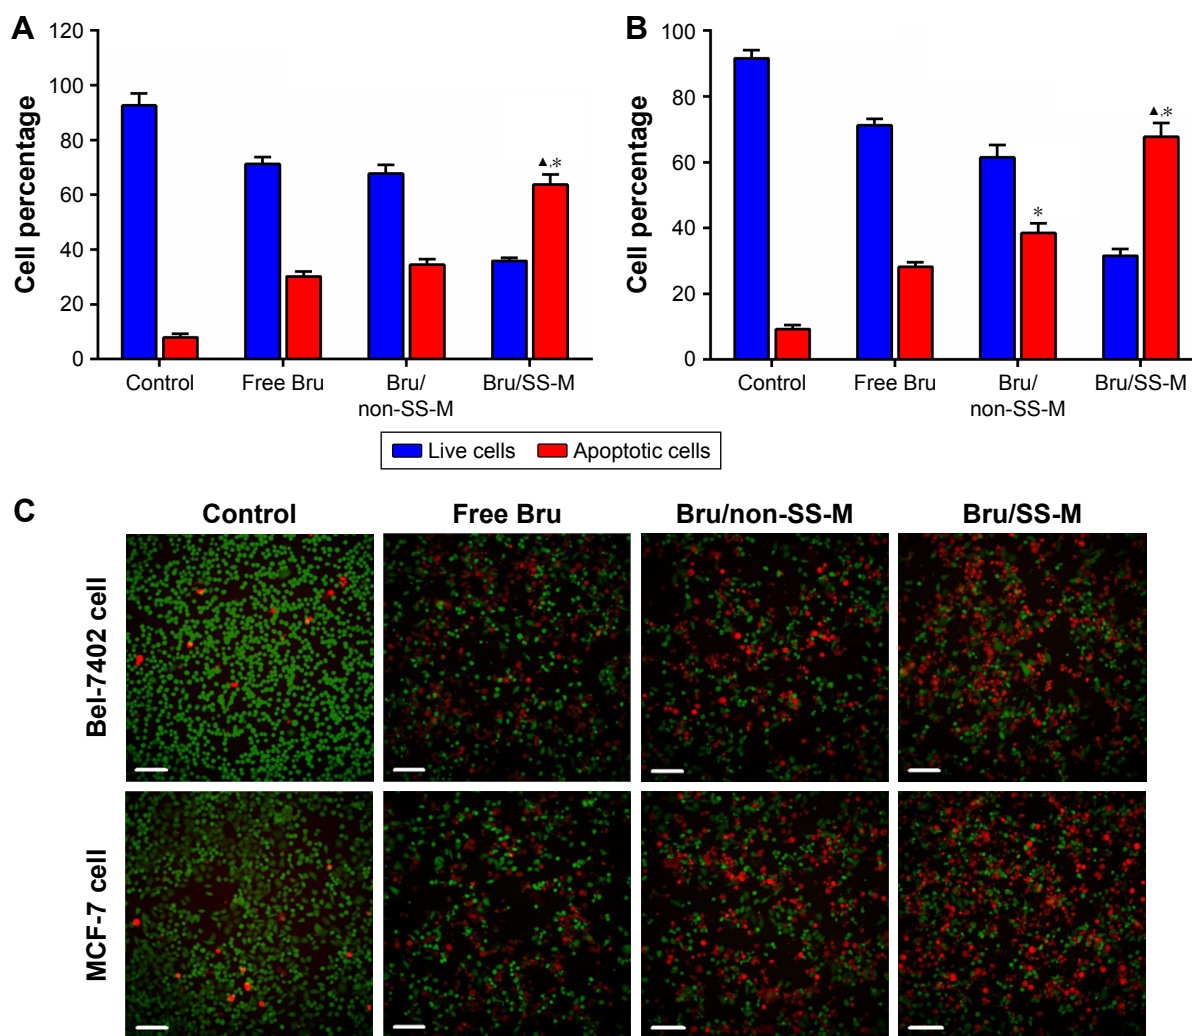 A
Cell percentage
120
100
80
60
40
20
0
▲,*
Control
Free Bru
Bru/
non-SS-M
Bru/SS-M
B
Cell percentage
100
80
60
40
20
0
*
▲,*
Control
Free Bru
Bru/
non-SS-M
Bru/SS-M
Live cells
Apoptotic cells
C
Control
Free Bru
Bru/non-SS-M
Bru/SS-M
Bel-7402 cell
MCF-7 cell